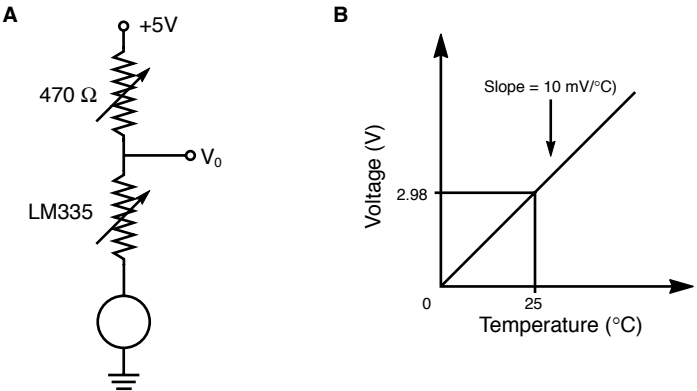 A
+5V
470 Ω
V₀
LM335
B
Slope = 10 mV/°C)
Voltage (V)
2.98
0
25
Temperature (°C)